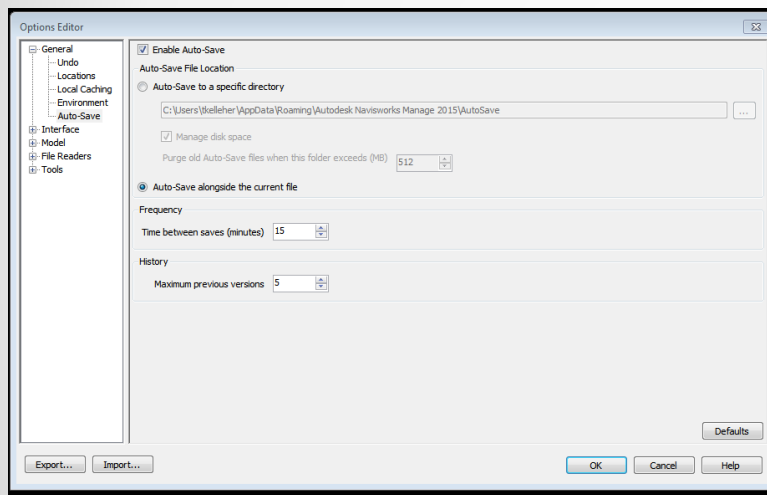 Options Editor
General
Undo
Locations
Local Caching
Environment
Auto-Save
Interface
Model
File Readers
Tools
Enable Auto-Save
Auto-Save File Location
Auto-Save to a specific directory
C:\Users\tkelleher\AppData\Roaming\Autodesk Navisworks Manage 2015\AutoSave
...
Manage disk space
Purge old Auto-Save files when this folder exceeds (MB) 512
Auto-Save alongside the current file
Frequency
Time between saves (minutes) 15
History
Maximum previous versions 5
Defaults
Export... Import... OK Cancel Help